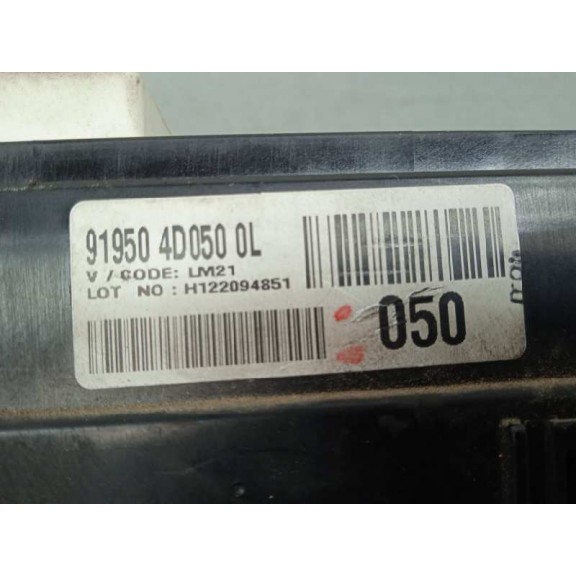 91950 4D050 0L
V / CODE: LM21
LOT NO : H122094851
050